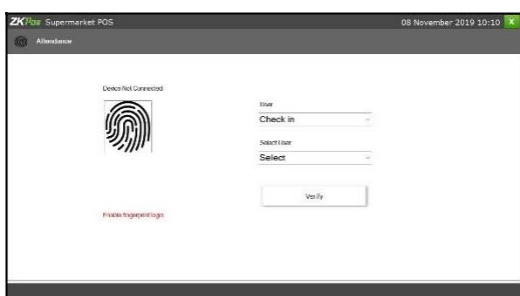 ZKPos Supermarket POS
08 November 2019 10:10 X
Attendance
Device Not Connected
User
Check in
Select User
Select
Verify
Enable fingerprint login